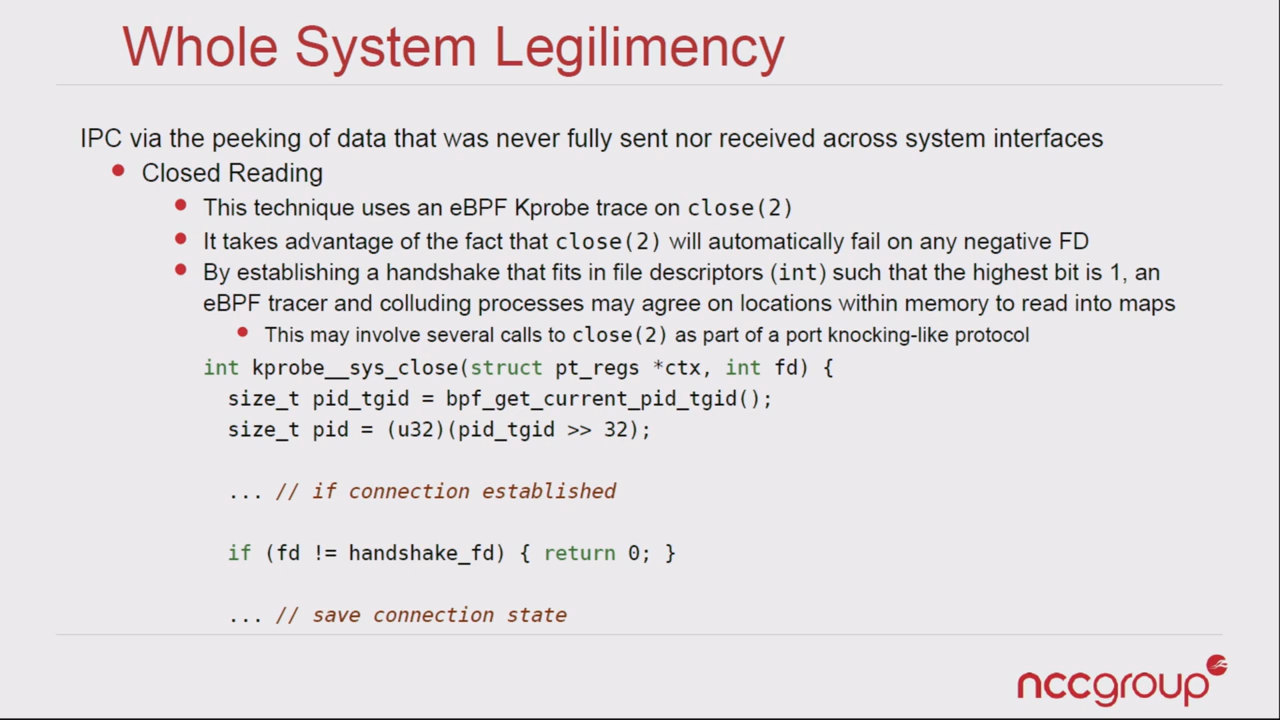 Whole System Legilimency
IPC via the peeking of data that was never fully sent nor received across system interfaces
Closed Reading
This technique uses an eBPF Kprobe trace on close(2)
It takes advantage of the fact that close(2) will automatically fail on any negative FD
By establishing a handshake that fits in file descriptors (int) such that the highest bit is 1, an
eBPF tracer and colluding processes may agree on locations within memory to read into maps
This may involve several calls to close(2) as part of a port knocking-like protocol
int kprobe__sys_close(struct pt_regs *ctx, int fd) {
size_t pid_tgid = bpf_get_current_pid_tgid();
size_t pid = (u32)(pid_tgid >> 32);
... // if connection established
if (fd != handshake_fd) { return 0; }
... // save connection state
nccgroup